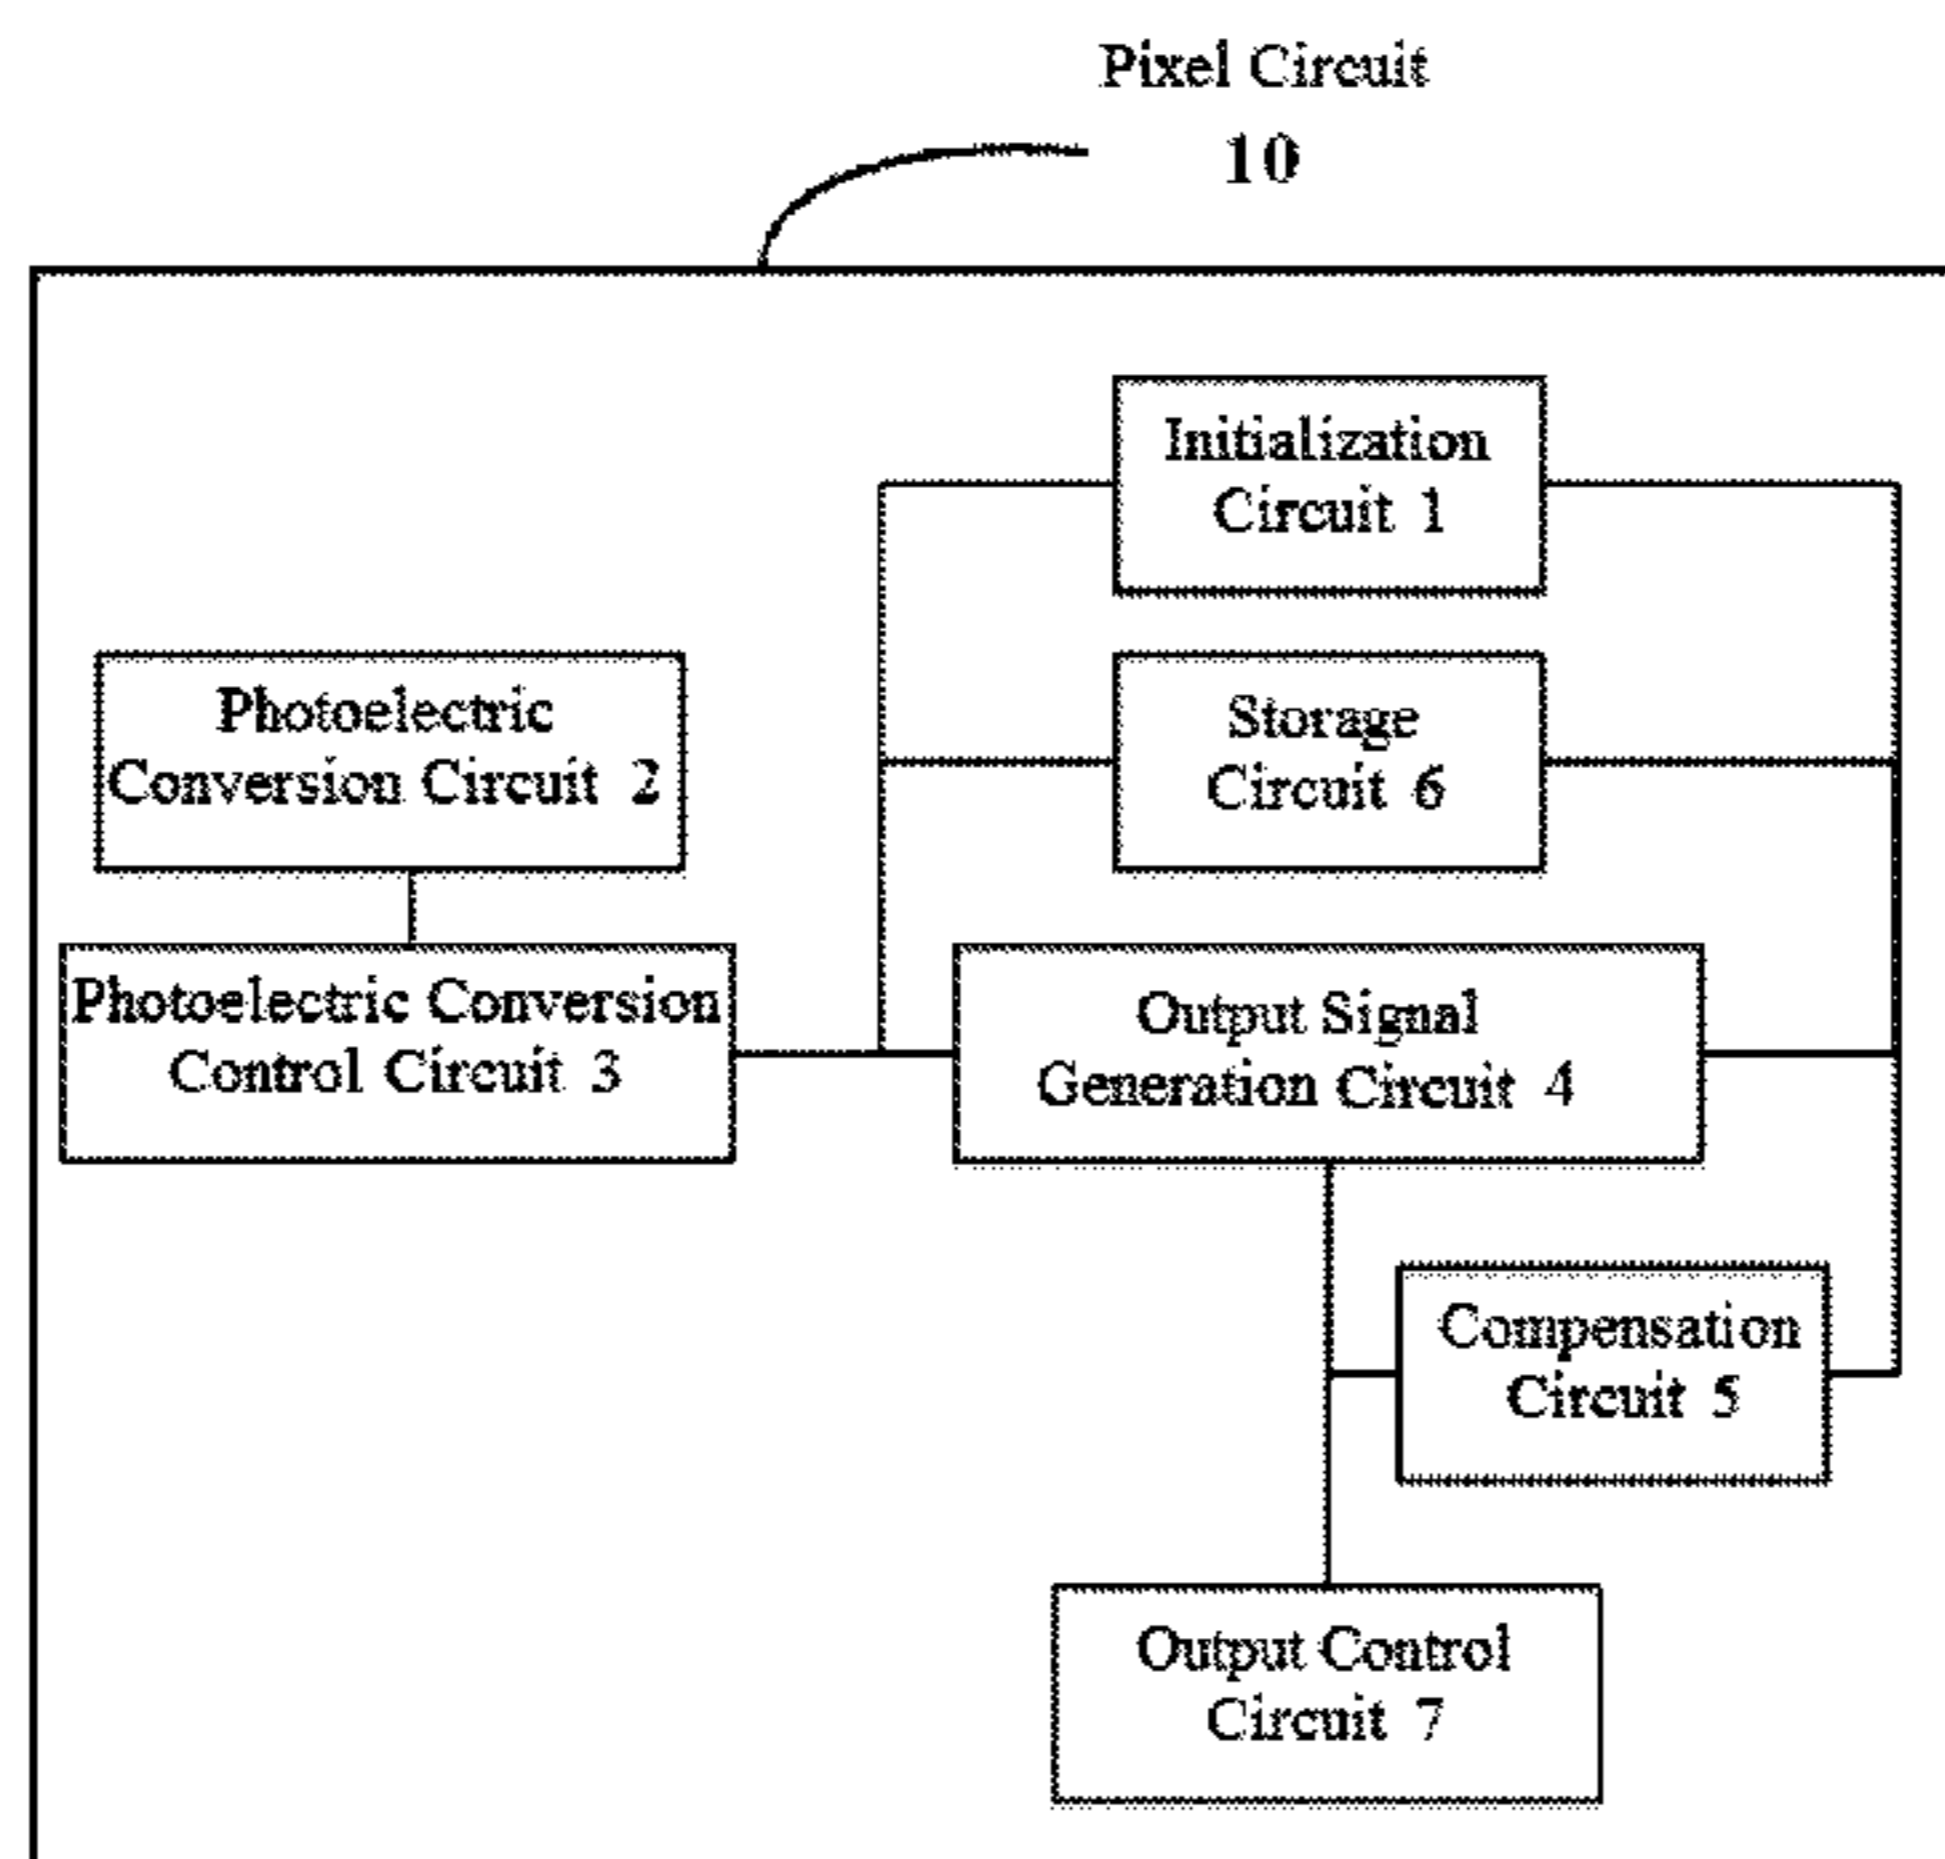 Pixel Circuit
10
Initialization
Circuit 1
Photoelectric
Conversion Circuit 2
Storage
Circuit 6
Photoelectric Conversion
Control Circuit 3
Output Signal
Generation Circuit 4
Compensation
Circuit 5
Output Control
Circuit 7